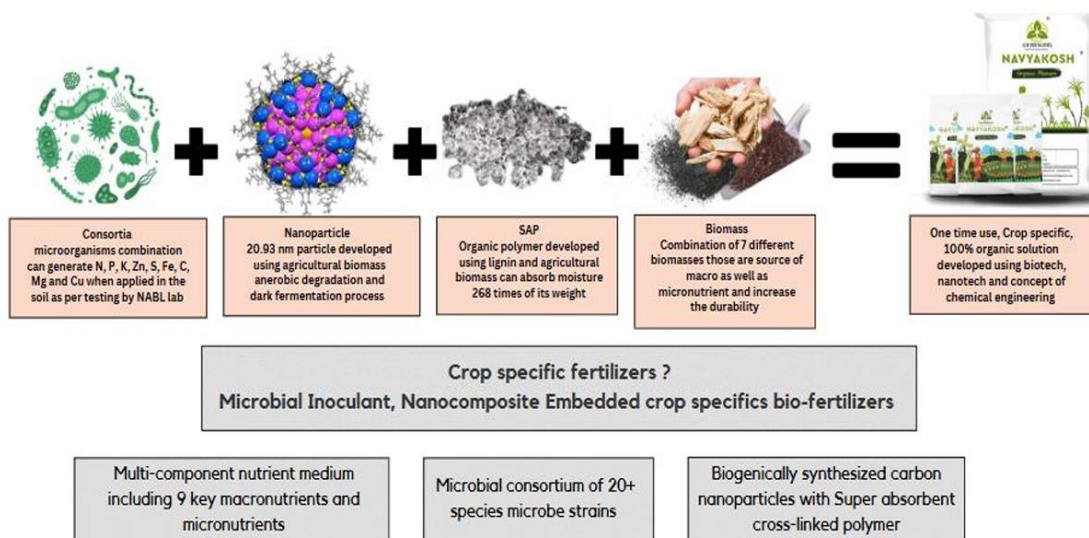 NAVYAKOSH
Organic Manure
Consortia
microorganisms combination
can generate N, P, K, Zn, S, Fe, C,
Mg and Cu when applied in the
soil as per testing by NABL lab
Nanoparticle
20.93 nm particle developed
using agricultural biomass
anerobic degradation and
dark fermentation process
SAP
Organic polymer developed
using lignin and agricultural
biomass can absorb moisture
268 times of its weight
Biomass
Combination of 7 different
biomasses those are source of
macro as well as
micronutrient and increase
the durability
One time use, Crop specific,
100% organic solution
developed using biotech,
nanotech and concept of
chemical engineering
Crop specific fertilizers ?
Microbial Inoculant, Nanocomposite Embedded crop specifics bio-fertilizers
Multi-component nutrient medium
including 9 key macronutrients and
micronutrients
Microbial consortium of 20+
species microbe strains
Biogenically synthesized carbon
nanoparticles with Super absorbent
cross-linked polymer